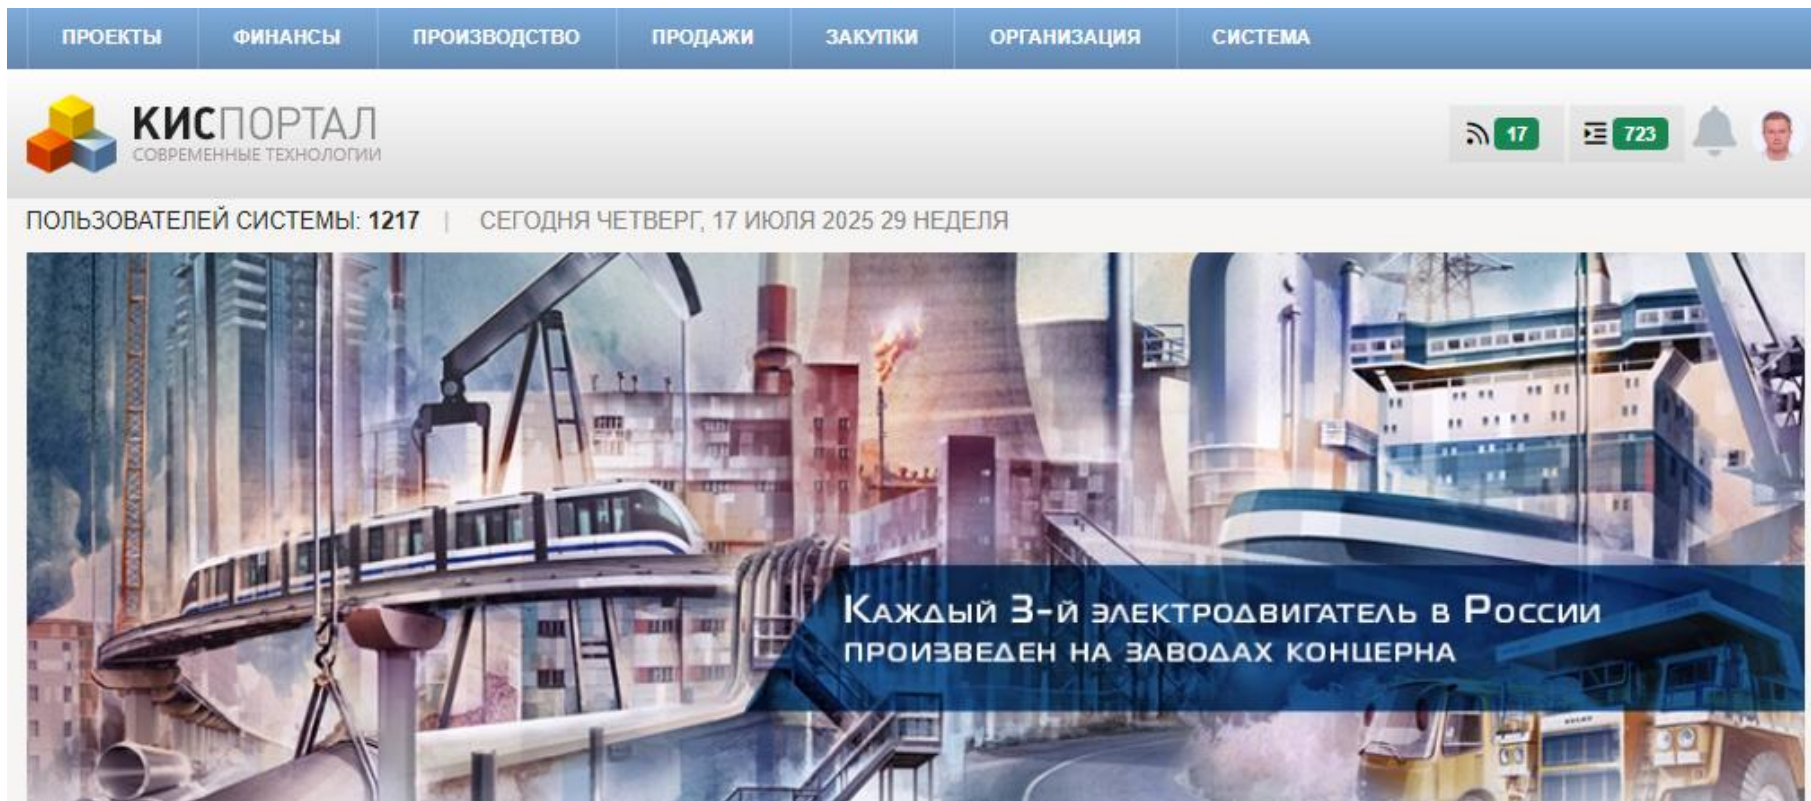 ПРОЕКТЫ ФИНАНСЫ ПРОИЗВОДСТВО ПРОДАЖИ ЗАКУПКИ ОРГАНИЗАЦИЯ СИСТЕМА
КИСПОРТАЛ
СОВРЕМЕННЫЕ ТЕХНОЛОГИИ
17 723
ПОЛЬЗОВАТЕЛЕЙ СИСТЕМЫ: 1217 | СЕГОДНЯ ЧЕТВЕРГ, 17 ИЮЛЯ 2025 29 НЕДЕЛЯ
КАЖДЫЙ 3-Й ЭЛЕКТРОДВИГАТЕЛЬ В РОССИИ
ПРОИЗВЕДЕН НА ЗАВОДАХ КОНЦЕРНА